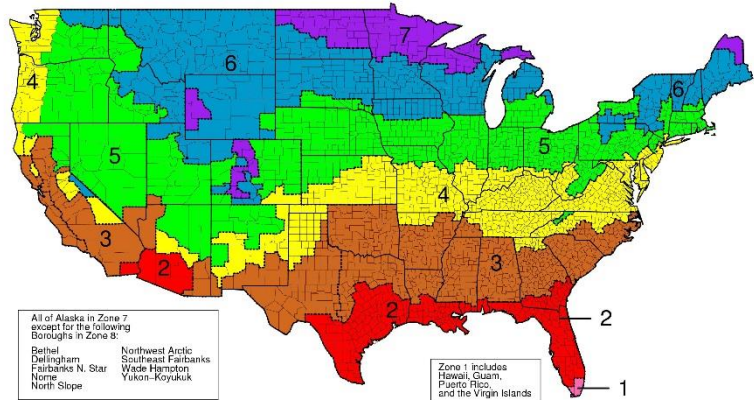 7
6
6
4
5
5
4
3
3
2
2
2
1
All of Alaska in Zone 7
except for the following
Boroughs in Zone 8:
Bethel
Dellingham
Fairbanks N. Star
Nome
North Slope
Northwest Arctic
Southeast Fairbanks
Wade Hampton
Yukon-Koyukuk
Zone 1 includes
Hawaii, Guam,
Puerto Rico,
and the Virgin Islands